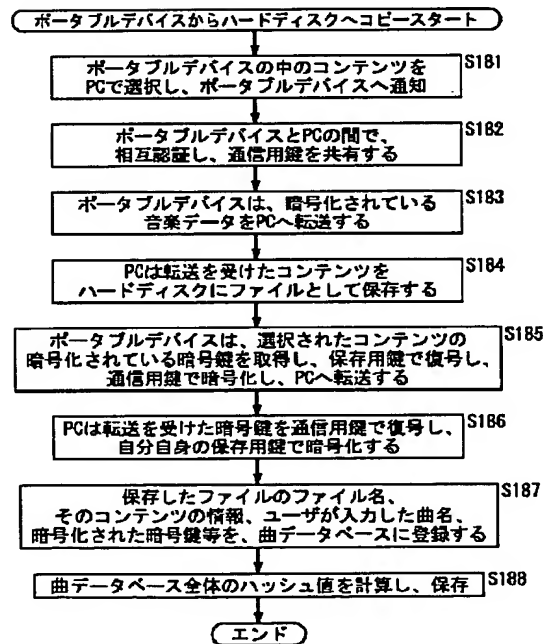 ポータブルデバイスからハードディスクへコピースタート
S181
ポータブルデバイスの中のコンテンツを
PCで選択し、ポータブルデバイスへ通知
S182
ポータブルデバイスとPCの間で、
相互認証し、通信用鍵を共有する
S183
ポータブルデバイスは、暗号化されている
音楽データをPCへ転送する
S184
PCは転送を受けたコンテンツを
ハードディスクにファイルとして保存する
S185
ポータブルデバイスは、選択されたコンテンツの
暗号化されている暗号鍵を取得し、保存用鍵で復号し、
通信用鍵で暗号化し、PCへ転送する
S186
PCは転送を受けた暗号鍵を通信用鍵で復号し、
自分自身の保存用鍵で暗号化する
S187
保存したファイルのファイル名、
そのコンテンツの情報、ユーザが入力した曲名、
暗号化された暗号鍵等を、曲データベースに登録する
S188
曲データベース全体のハッシュ値を計算し、保存
エンド